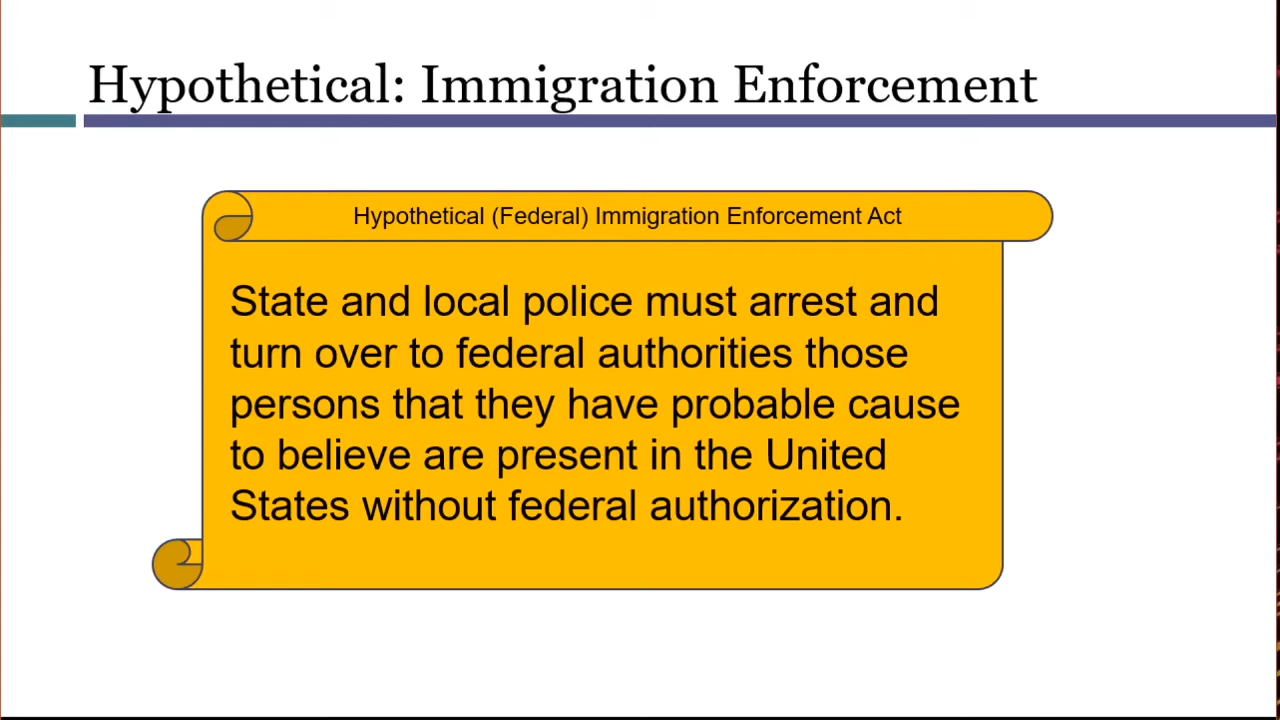 Hypothetical: Immigration Enforcement
Hypothetical (Federal) Immigration Enforcement Act
State and local police must arrest and
turn over to federal authorities those
persons that they have probable cause
to believe are present in the United
States without federal authorization.